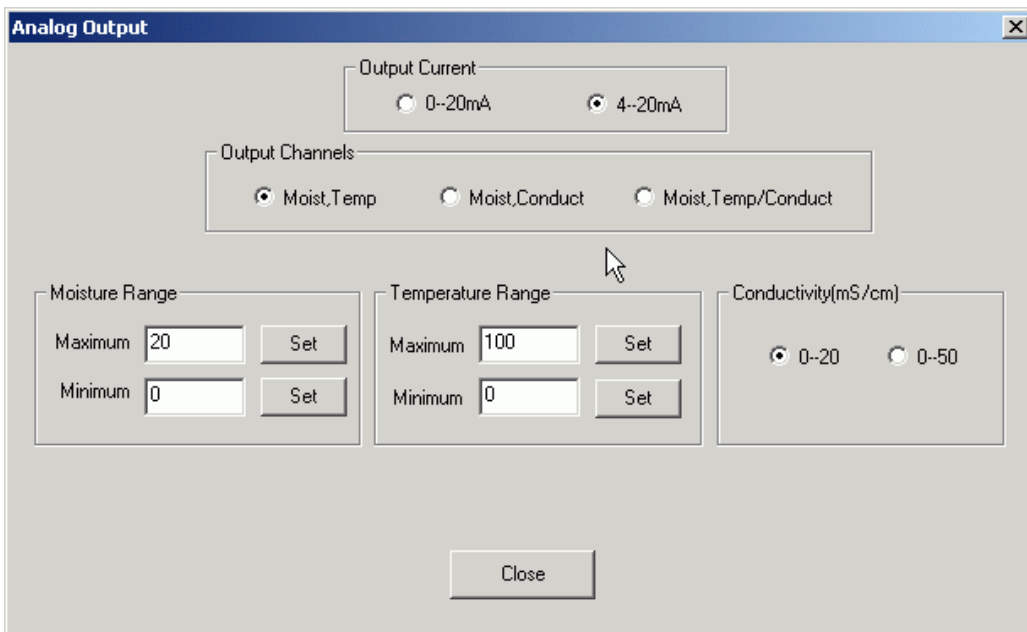 Analog Output
Output Current
0--20mA 4--20mA
Output Channels
Moist,Temp Moist,Conduct Moist,Temp/Conduct
Moisture Range Temperature Range Conductivity(mS/cm)
Maximum 20 Set Maximum 100 Set 0--20 0--50
Minimum 0 Set Minimum 0 Set
Close